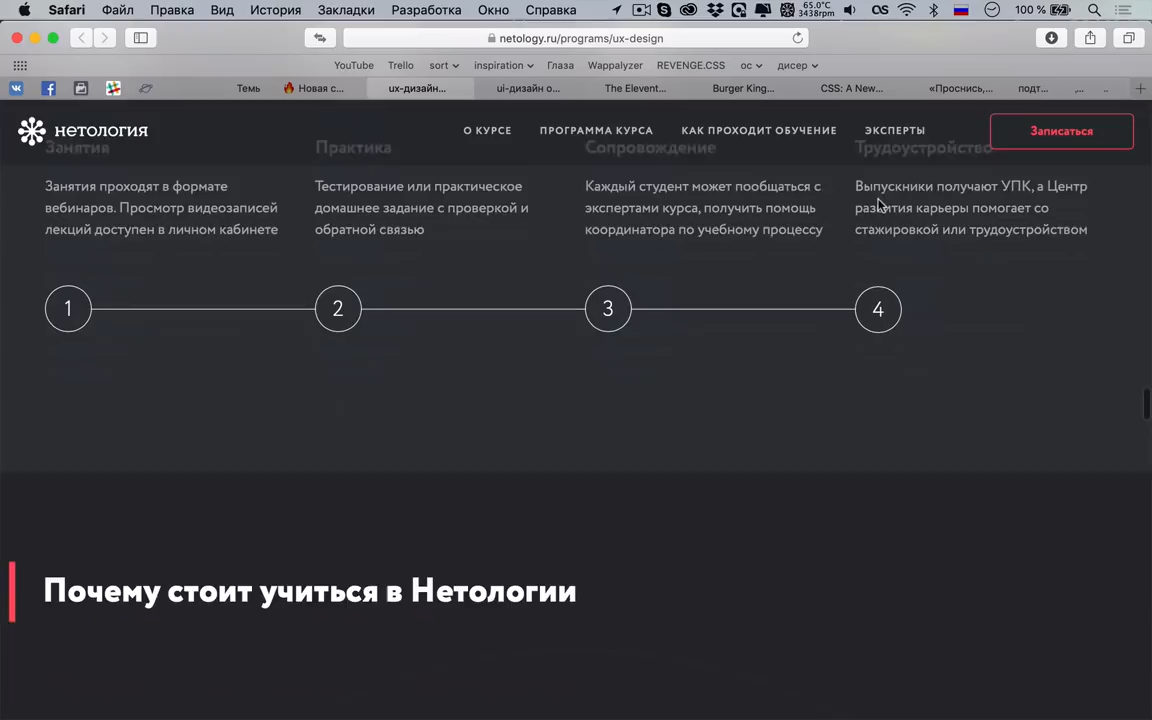 Safari Файл Правка Вид История Закладки Разработка Окно Справка 65.0°C 3438rpm 100 %
netology.ru/programs/ux-design
YouTube Trello sort inspiration Глаза Wappalyzer REVENGE.CSS ос дисер
Темь Новая с... ux-дизайн... ui-дизайн о... The Elevent... Burger King... CSS: A New... «Проснись,... подт... ,... ..
нетология О КУРСЕ ПРОГРАММА КУРСА КАК ПРОХОДИТ ОБУЧЕНИЕ ЭКСПЕРТЫ Записаться
Занятия Практика Сопровождение Трудоустройство
Занятия проходят в формате
вебинаров. Просмотр видеозаписей
лекций доступен в личном кабинете
Тестирование или практическое
домашнее задание с проверкой и
обратной связью
Каждый студент может пообщаться с
экспертами курса, получить помощь
координатора по учебному процессу
Выпускники получают УПК, а Центр
развития карьеры помогает со
стажировкой или трудоустройством
1 2 3 4
Почему стоит учиться в Нетологии